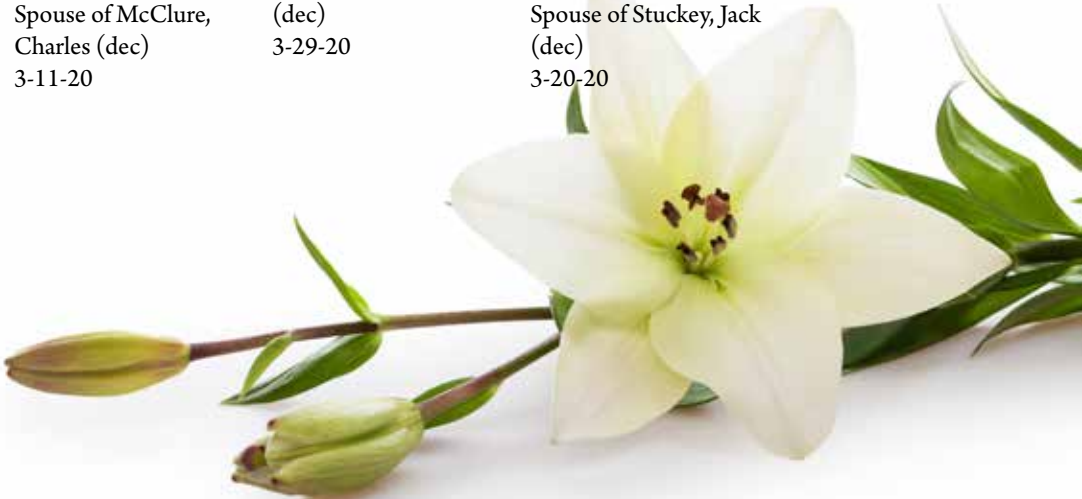 Spouse of McClure,
Charles (dec)
3-11-20
(dec)
3-29-20
Spouse of Stuckey, Jack
(dec)
3-20-20